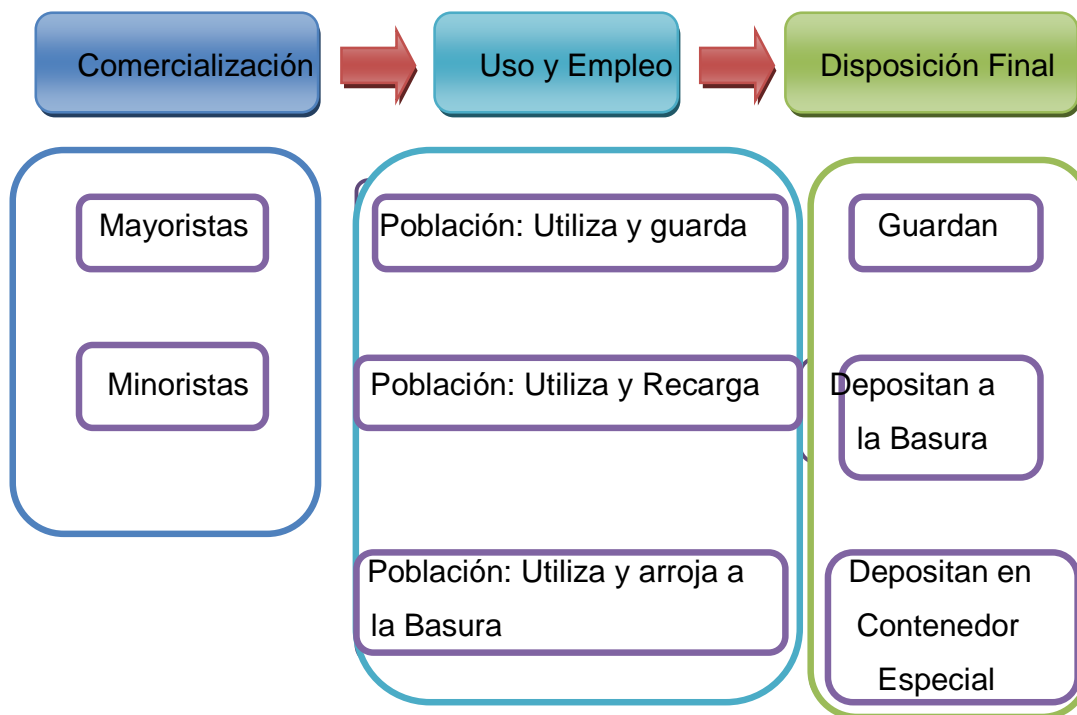 Comercialización
Uso y Empleo
Disposición Final
Mayoristas
Minoristas
Población: Utiliza y guarda
Población: Utiliza y Recarga
Población: Utiliza y arroja a
la Basura
Guardan
Depositan a
la Basura
Depositan en
Contenedor
Especial